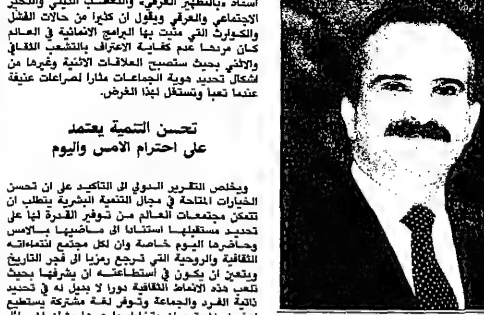 اسماه «بالتطهير العرقي» والتعصب الديني والتحيز
الاجتماعي والعرقي ويقول ان كثيرا من حالات الفشل
والكوارث التي منيت بها البرامج الانمائية في العالم
كان مردها عدم كفاية الاعتراف بالتشعب الثقافي
والاثني بحيث ستصبح العلاقات الاثنية وغيرها من
اشكال تحديد هوية الجماعات مثارا لصراعات عنيفة
عندما تعبأ وتستغل لهذا الغرض.
تحسن التنمية يعتمد
على احترام الامس واليوم
ويخلص التقرير الدولي الى التاكيد على ان تحسن
الخيارات المتاحة في مجال التنمية البشرية يتطلب ان
تتمكن مجتمعات العالم من توفير القدرة لها على
تحديد مستقبلها استنادا الى ماضيها بالامس
وحاضرها اليوم خاصة وان لكل مجتمع انتماءاته
الثقافية والروحية التي ترجع رمزيا الى فجر التاريخ
ويتعين ان يكون في استطاعته ان يشرفها بحيث
تلعب هذه الانماط الثقافية دورا لا بديل له في تحديد
ذاتية الفرد والجماعة وتوفر لغة مشتركة يستطيع